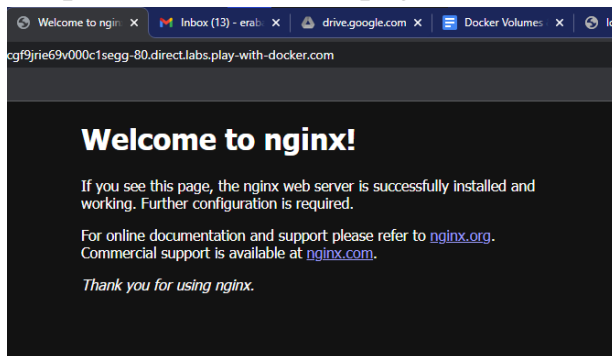 Welcome to ngin
Inbox (13) - erab
drive.google.com
Docker Volumes
cgf9jrie69v000c1segg-80.direct.labs.play-with-docker.com
Welcome to nginx!
If you see this page, the nginx web server is successfully installed and
working. Further configuration is required.
For online documentation and support please refer to nginx.org.
Commercial support is available at nginx.com.
Thank you for using nginx.